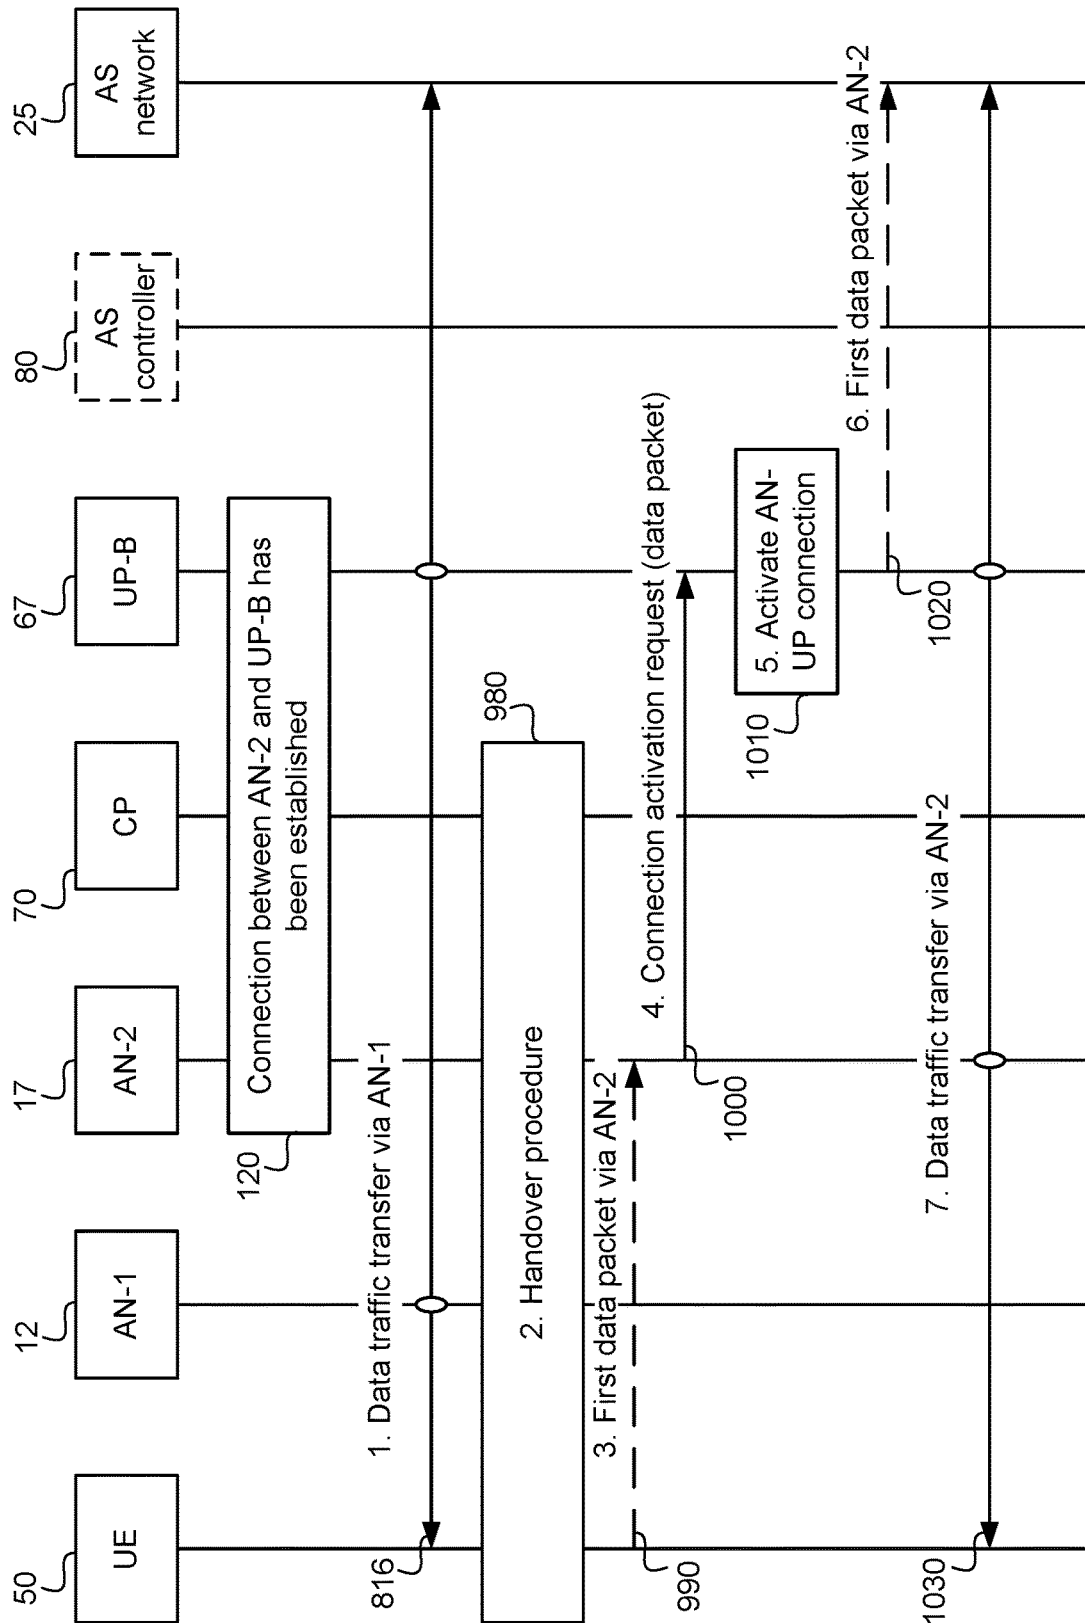 50
12
17
70
67
80
25
UE
AN-1
AN-2
CP
UP-B
AS
controller
AS
network
120
Connection between AN-2 and UP-B has
been established
1. Data traffic transfer via AN-1
816
980
2. Handover procedure
3. First data packet via AN-2
990
4. Connection activation request (data packet)
1000
5. Activate AN-
UP connection
1010
6. First data packet via AN-2
1020
7. Data traffic transfer via AN-2
1030